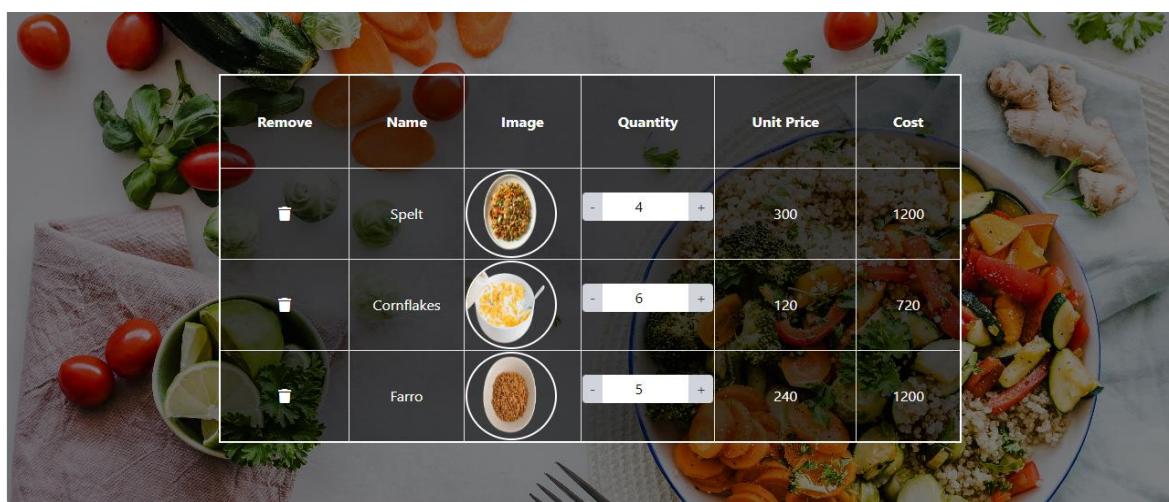 Remove Name Image Quantity Unit Price Cost
Spelt - 4 + 300 1200
Cornflakes - 6 + 120 720
Farro - 5 + 240 1200